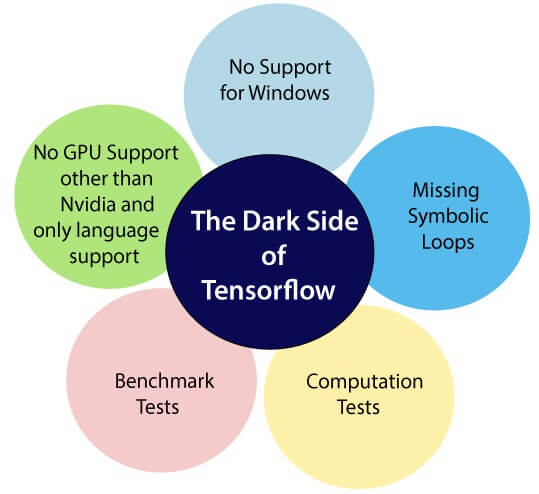 No Support
for Windows
No GPU Support
other than
Nvidia and
only language
support
The Dark Side
of
Tensorflow
Missing
Symbolic
Loops
Benchmark
Tests
Computation
Tests